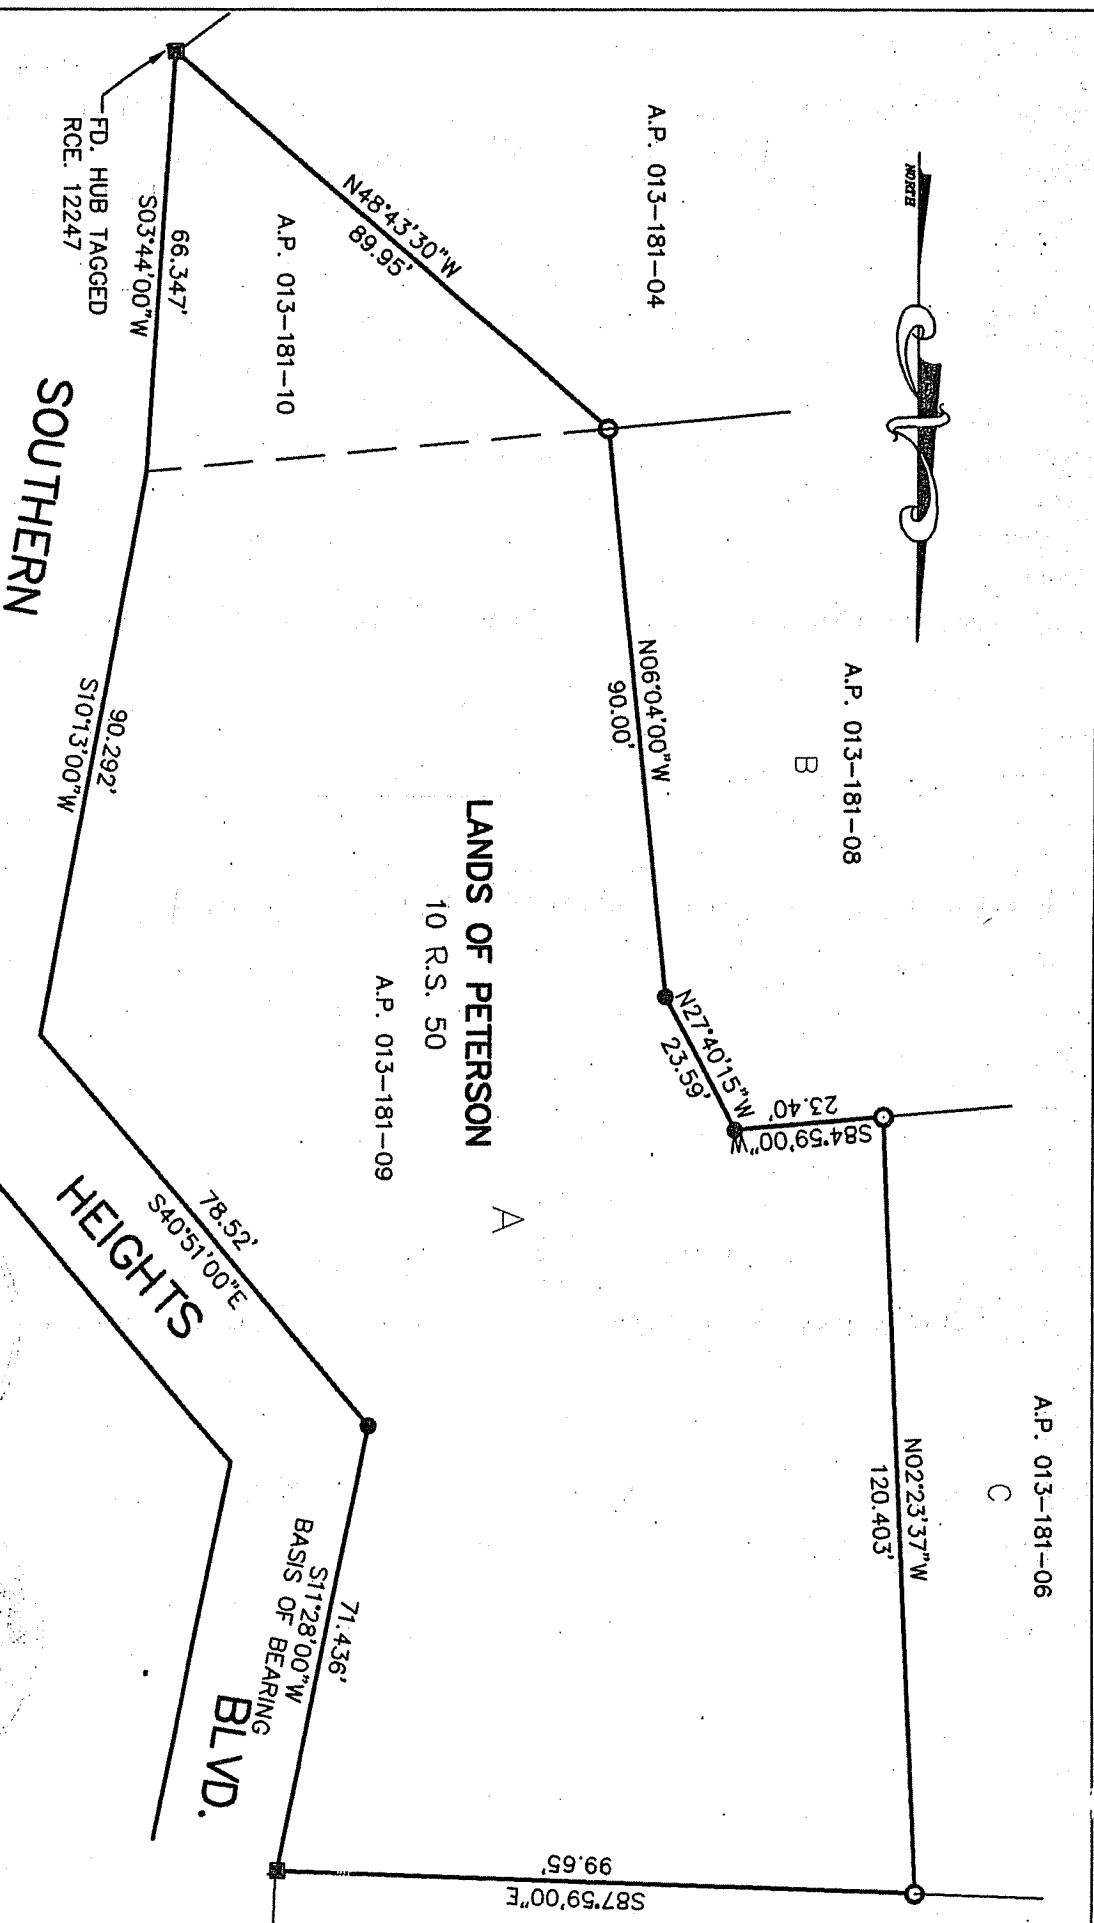 NORTH
A.P. 013-181-04
A.P. 013-181-08
B
A.P. 013-181-06
C
N48°43'30"W
89.95'
A.P. 013-181-10
66.347'
S03°44'00"W
FD. HUB TAGGED
RCE. 12247
N06°04'00"W
90.00'
N27°40'15"W
23.59'
23.40'
S84°59'00"W
N02°23'37"W
120.403'
LANDS OF PETERSON
10 R.S. 50
A.P. 013-181-09
A
90.292'
S10°13'00"W
78.52'
S40°51'00"E
71.436'
S11°28'00"W
BASIS OF BEARING
99.65'
S87°59'00"E
SOUTHERN
HEIGHTS
BLVD.